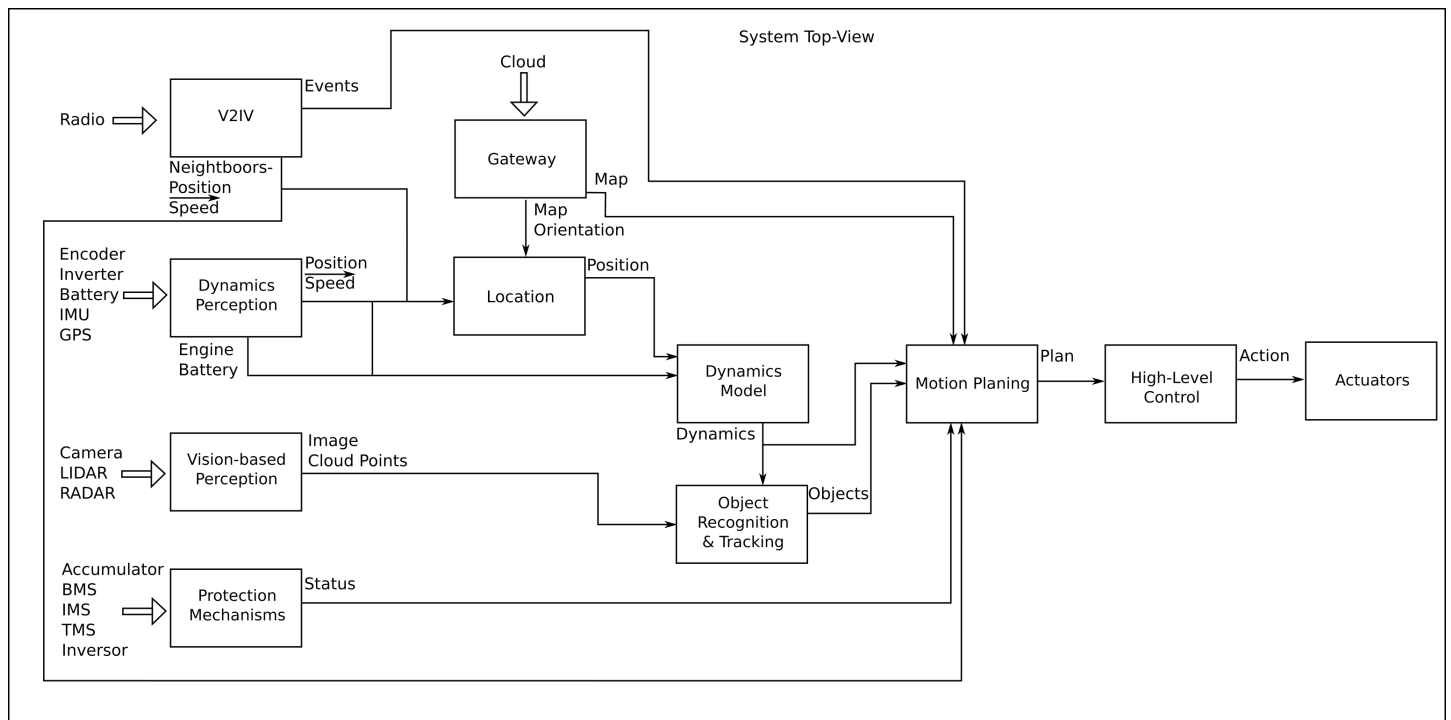 System Top-View
Cloud
Events
Radio
V2IV
Gateway
Neightboors-
Position
Speed
Map
Map
Orientation
Encoder
Inverter
Battery
IMU
GPS
Dynamics
Perception
Position
Speed
Location
Position
Engine
Battery
Dynamics
Model
Motion Planing
Plan
High-Level
Control
Action
Actuators
Dynamics
Camera
LIDAR
RADAR
Vision-based
Perception
Image
Cloud Points
Object
Recognition
& Tracking
Objects
Accumulator
BMS
IMS
TMS
Inversor
Protection
Mechanisms
Status